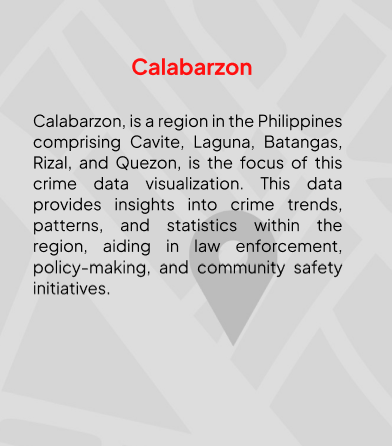 Calabarzon
Calabarzon, is a region in the Philippines
comprising Cavite, Laguna, Batangas,
Rizal, and Quezon, is the focus of this
crime data visualization. This data
provides insights into crime trends,
patterns, and statistics within the
region, aiding in law enforcement,
policy-making, and community safety
initiatives.